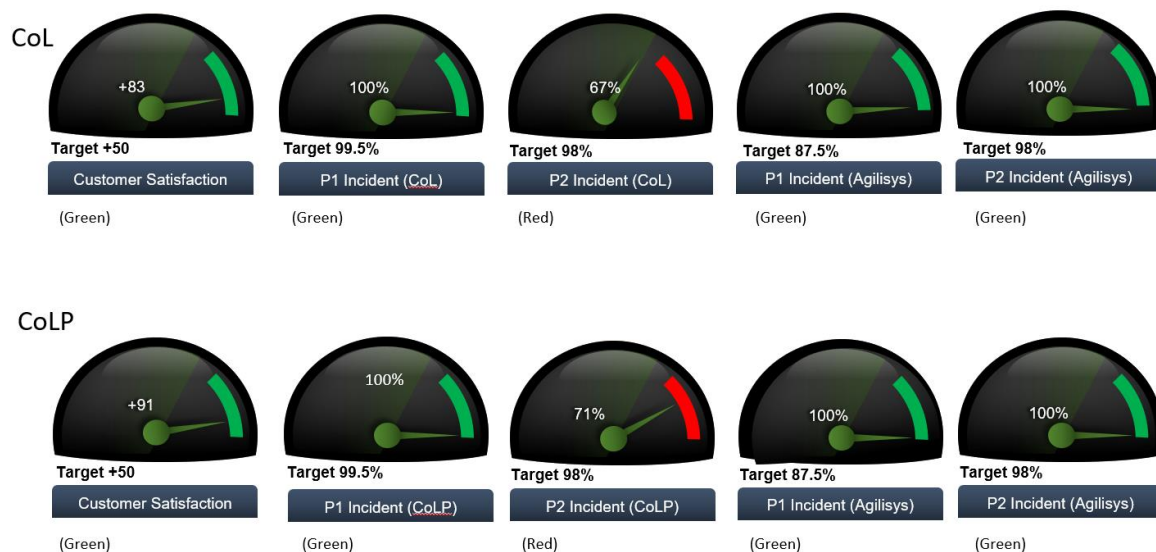 CoL
+83
100%
67%
100%
100%
Target +50
Target 99.5%
Target 98%
Target 87.5%
Target 98%
Customer Satisfaction
P1 Incident (CoL)
P2 Incident (CoL)
P1 Incident (Agilisys)
P2 Incident (Agilisys)
(Green)
(Green)
(Red)
(Green)
(Green)
CoLP
+91
100%
71%
100%
100%
Target +50
Target 99.5%
Target 98%
Target 87.5%
Target 98%
Customer Satisfaction
P1 Incident (CoLP)
P2 Incident (CoLP)
P1 Incident (Agilisys)
P2 Incident (Agilisys)
(Green)
(Green)
(Red)
(Green)
(Green)